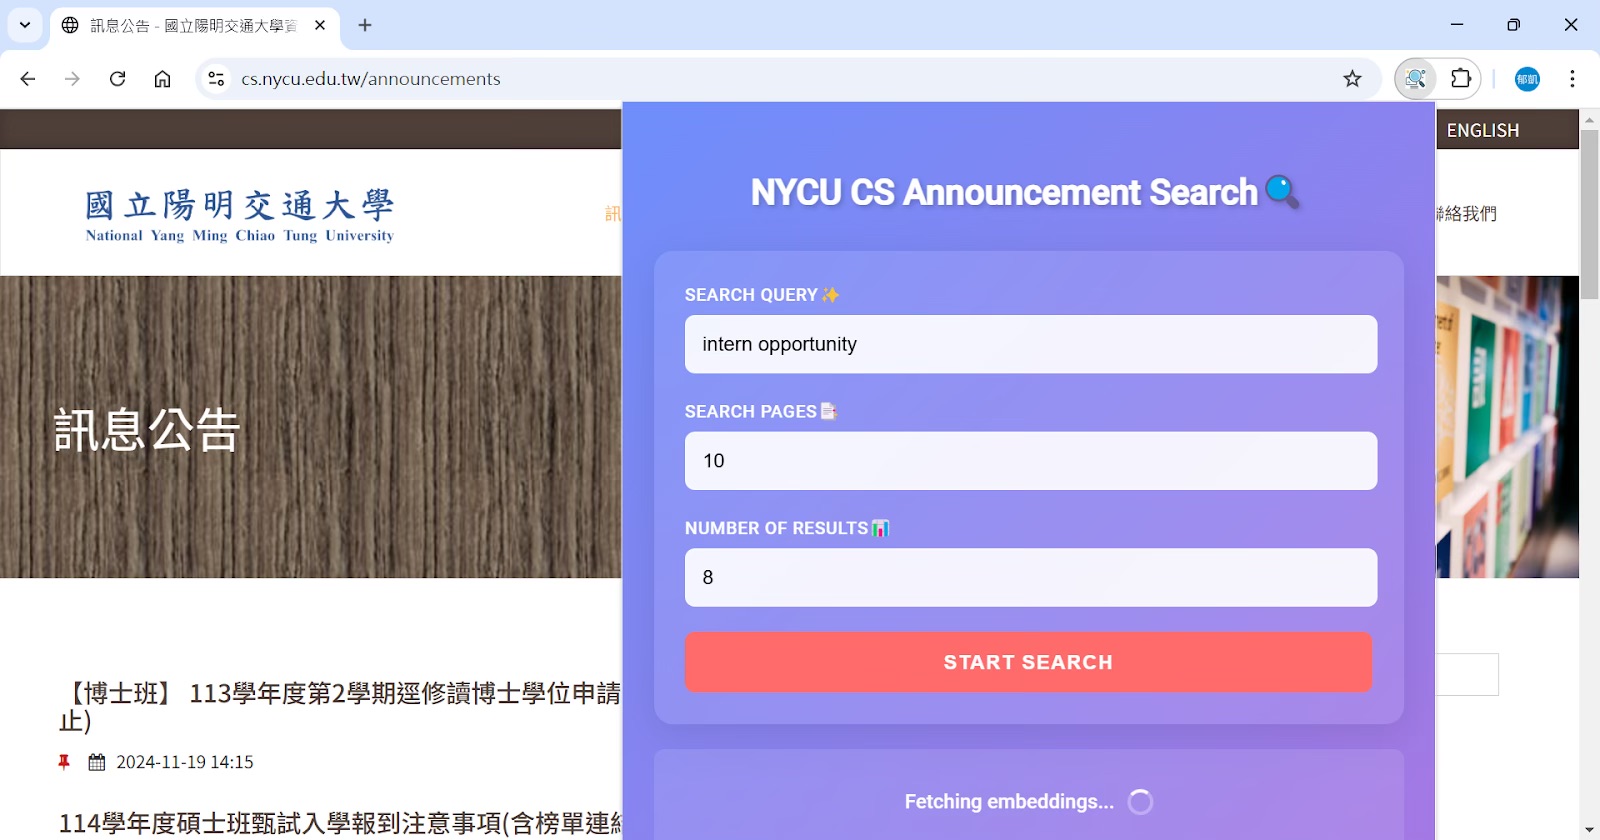 訊息公告 - 國立陽明交通大學資
cs.nycu.edu.tw/announcements
郁凱
ENGLISH
國立陽明交通大學
National Yang Ming Chiao Tung University
訊
聯絡我們
訊息公告
NYCU CS Announcement Search
SEARCH QUERY
intern opportunity
SEARCH PAGES
10
NUMBER OF RESULTS
8
START SEARCH
Fetching embeddings...
【博士班】 113學年度第2學期逕修讀博士學位申請
止)
2024-11-19 14:15
114學年度碩士班甄試入學報到注意事項(含榜單連結